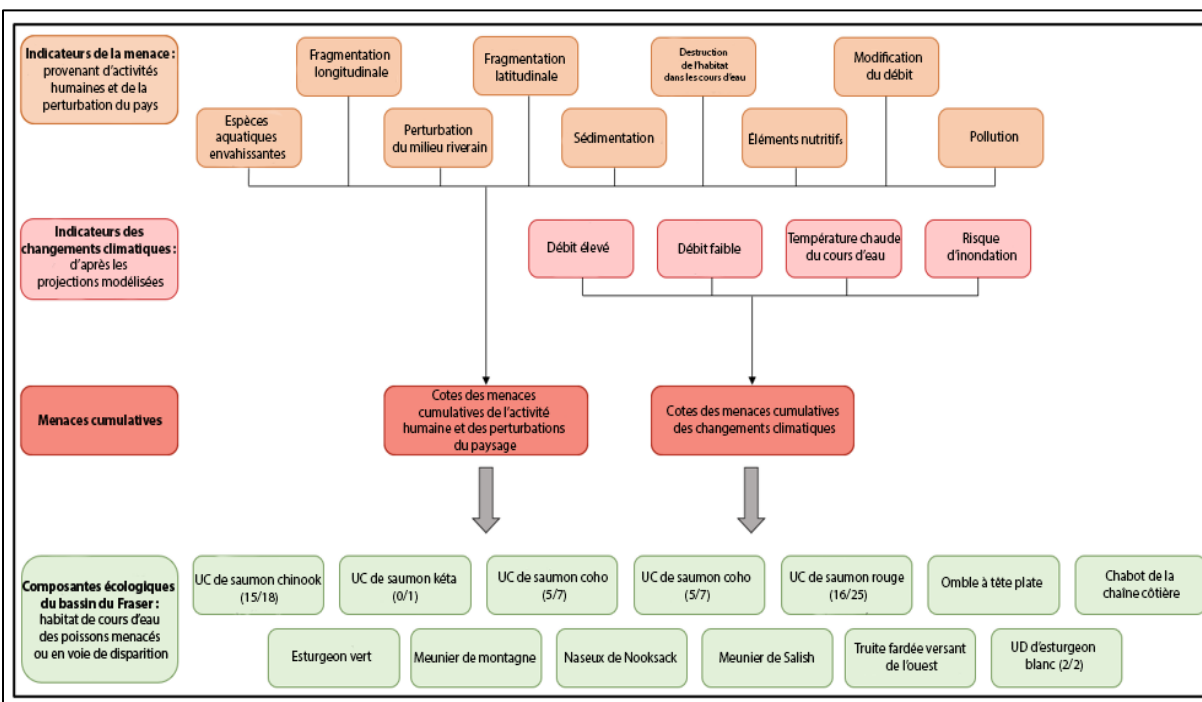 Indicateurs de la menace :
provenant d'activités
humaines et de la
perturbation du pays
Fragmentation
longitudinale
Fragmentation
latitudinale
Destruction
de l'habitat
dans les cours d'eau
Modification
du débit
Espèces
aquatiques
envahissantes
Perturbation
du milieu riverain
Sédimentation
Éléments nutritifs
Pollution
Indicateurs des
changements climatiques :
d'après les
projections modélisées
Débit élevé
Débit faible
Température chaude
du cours d'eau
Risque
d'inondation
Menaces cumulatives
Cotes des menaces
cumulatives de l'activité
humaine et des perturbations
du paysage
Cotes des menaces cumulatives
des changements climatiques
Composantes écologiques
du bassin du Fraser :
habitat de cours d'eau
des poissons menacés
ou en voie de disparition
UC de saumon chinook
(15/18)
UC de saumon kéta
(0/1)
UC de saumon coho
(5/7)
UC de saumon coho
(5/7)
UC de saumon rouge
(16/25)
Omble à tête plate
Chabot de la
chaîne côtière
Esturgeon vert
Meunier de montagne
Naseux de Nooksack
Meunier de Salish
Truite fardée versant
de l'ouest
UD d'esturgeon
blanc (2/2)